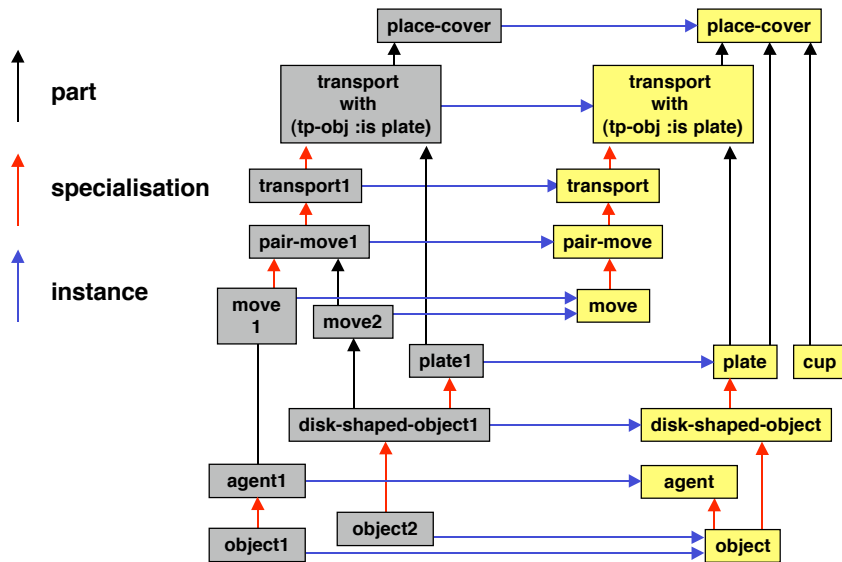 place-cover
place-cover
transport
with
(tp-obj :is plate)
transport
with
(tp-obj :is plate)
part
specialisation
transport1
transport
pair-move1
pair-move
instance
move
1
move2
move
plate1
plate
cup
disk-shaped-object1
disk-shaped-object
agent1
agent
object1
object2
object